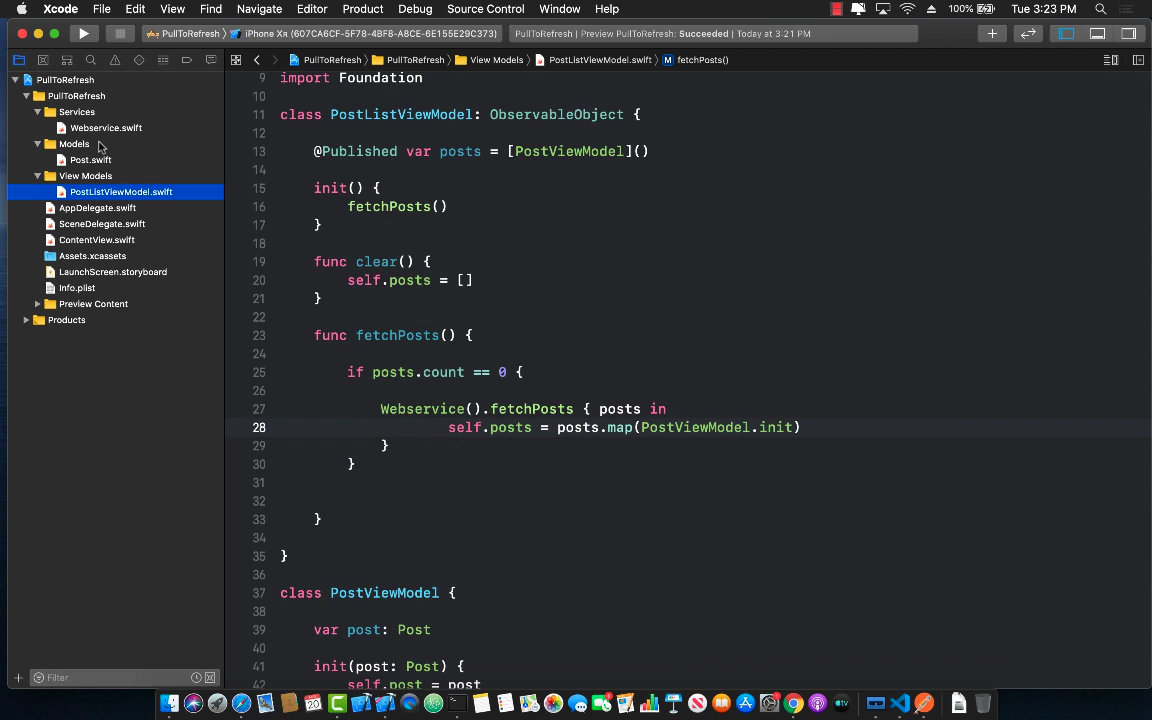 Xcode File Edit View Find Navigate Editor Product Debug Source Control Window Help 100% Tue 3:23 PM
PullToRefresh iPhone Xʀ (607CA6CF-5F78-4BF8-A8CE-6E155E29C373) PullToRefresh | Preview PullToRefresh: Succeeded | Today at 3:21 PM
PullToRefresh PullToRefresh View Models PostListViewModel.swift M fetchPosts()
PullToRefresh
PullToRefresh
Services
Webservice.swift
Models
Post.swift
View Models
PostListViewModel.swift
AppDelegate.swift
SceneDelegate.swift
ContentView.swift
Assets.xcassets
LaunchScreen.storyboard
Info.plist
Preview Content
Products
Filter
9 import Foundation
10
11 class PostListViewModel: ObservableObject {
12
13 @Published var posts = [PostViewModel]()
14
15 init() {
16 fetchPosts()
17 }
18
19 func clear() {
20 self.posts = []
21 }
22
23 func fetchPosts() {
24
25 if posts.count == 0 {
26
27 Webservice().fetchPosts { posts in
28 self.posts = posts.map(PostViewModel.init)
29 }
30 }
31
32
33 }
34
35 }
36
37 class PostViewModel {
38
39 var post: Post
40
41 init(post: Post) {
42 self.post = post
20